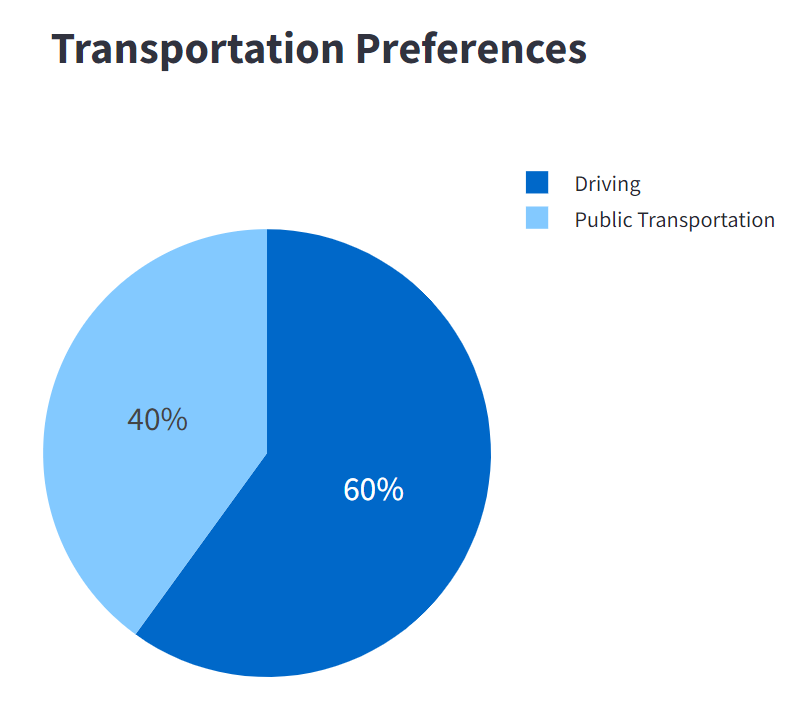 Transportation Preferences
Driving
Public Transportation
40%
60%